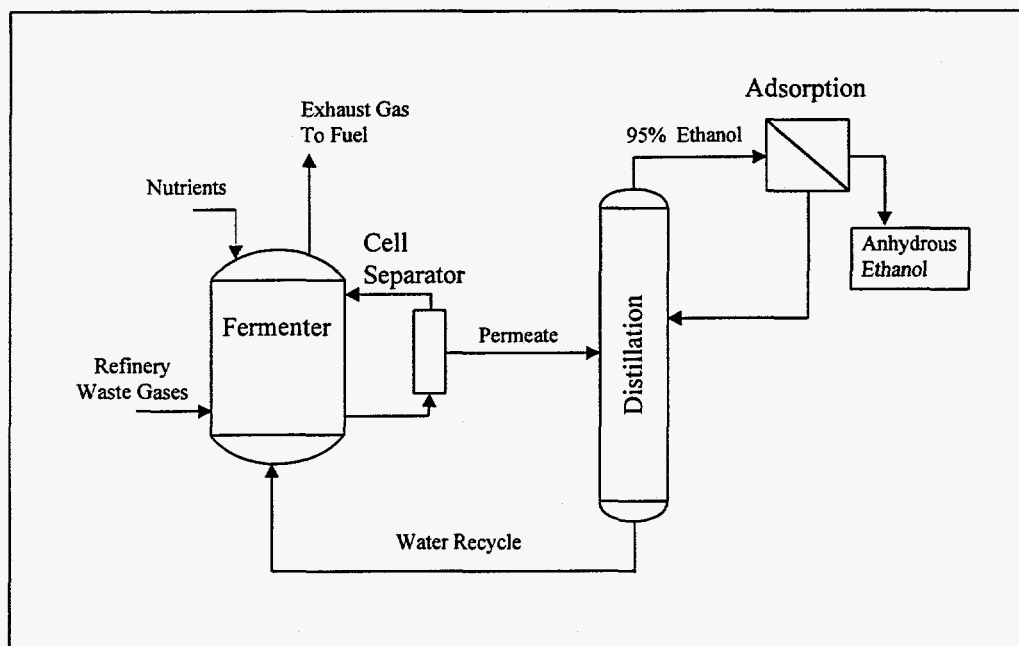 Adsorption
Exhaust Gas
To Fuel
95% Ethanol
Nutrients
Cell
Separator
Anhydrous
Ethanol
Fermenter
Permeate
Refinery
Waste Gases
Distillation
Water Recycle